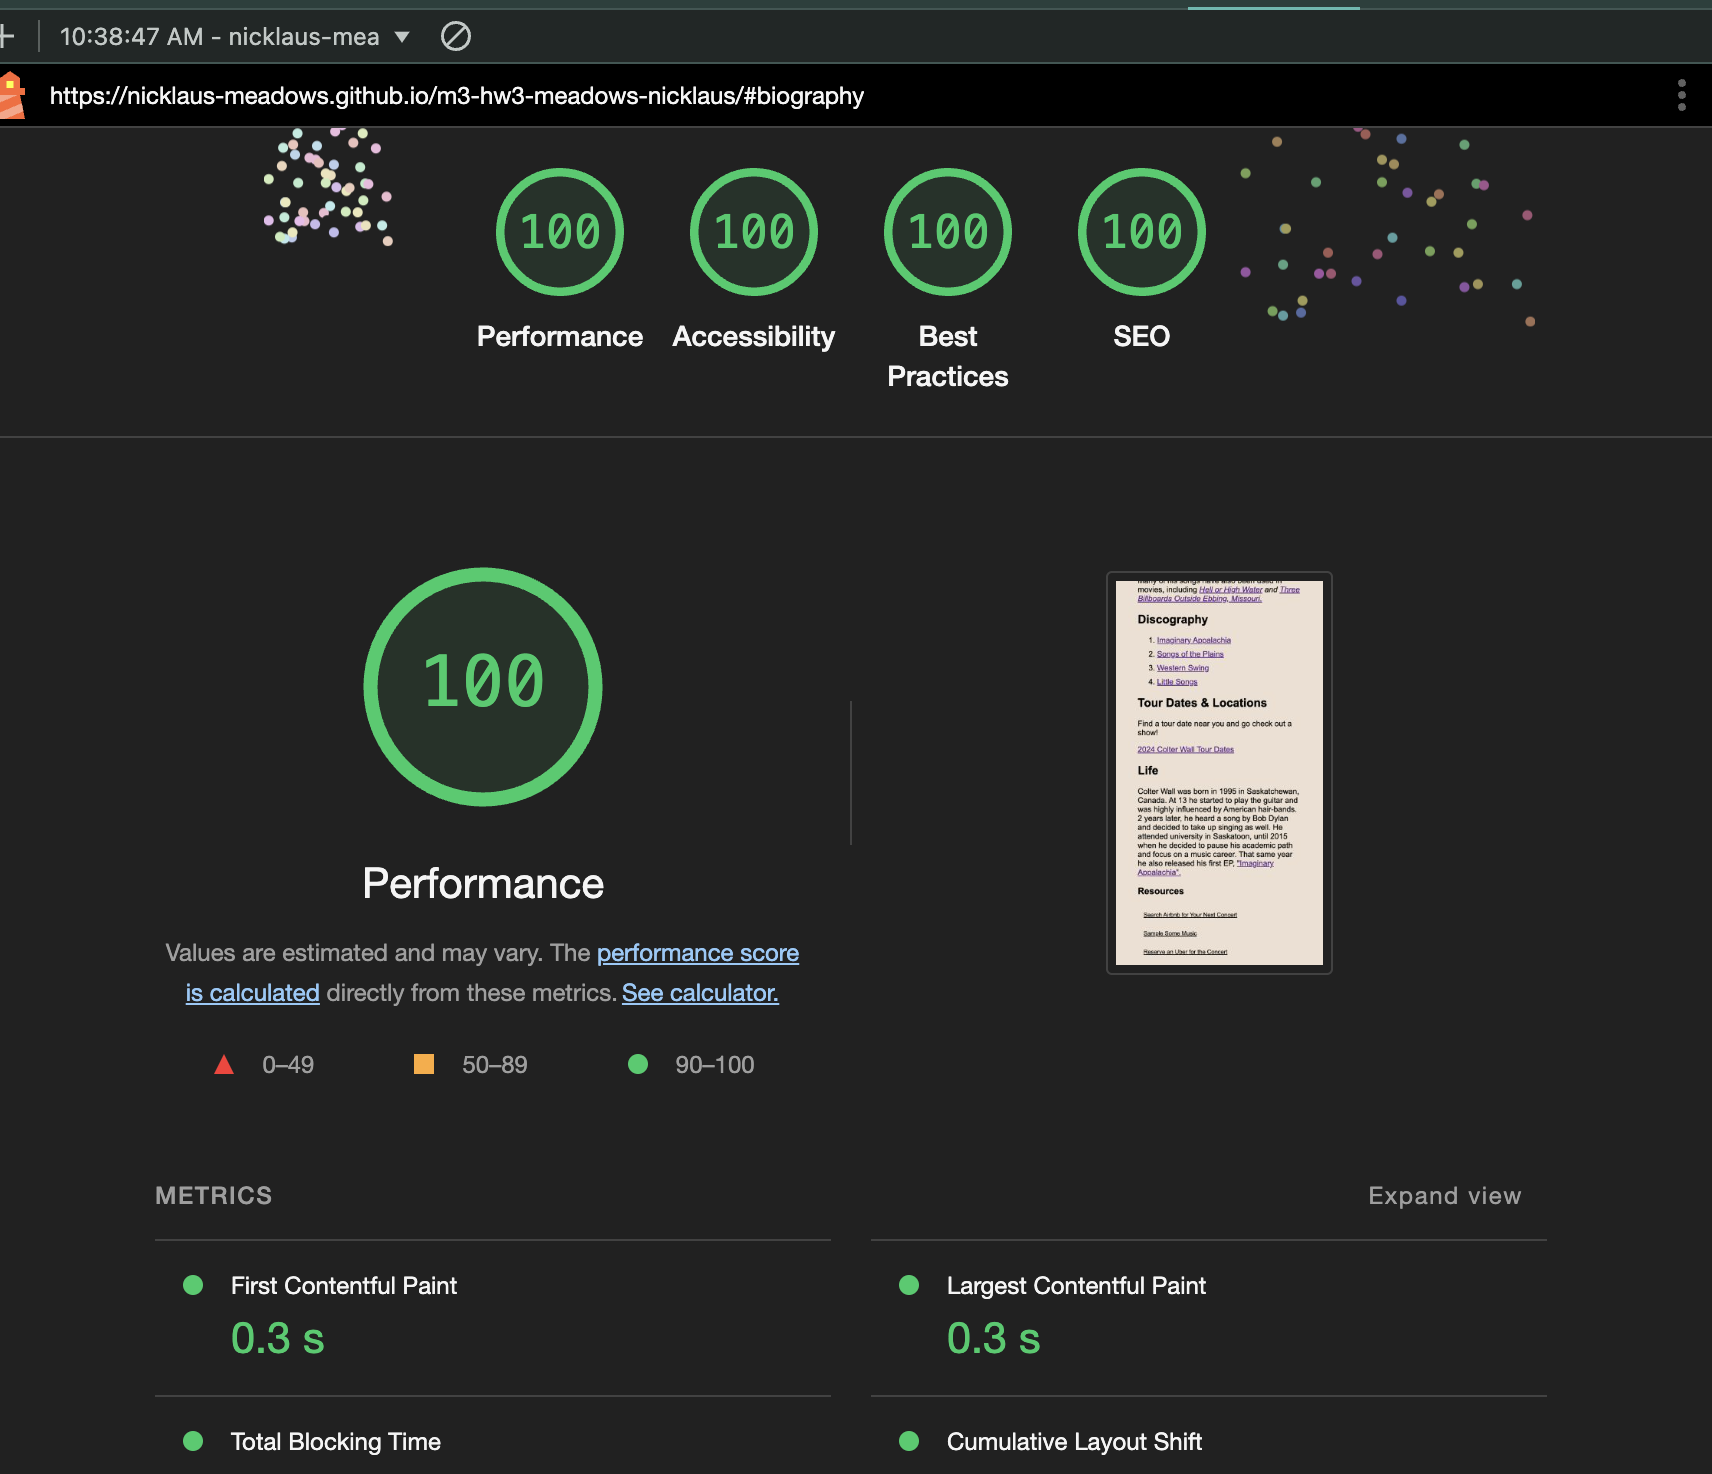 10:38:47 AM - nicklaus-mea
https://nicklaus-meadows.github.io/m3-hw3-meadows-nicklaus/#biography
100 100 100 100
Performance Accessibility Best Practices SEO
100
Performance
Values are estimated and may vary. The performance score
is calculated directly from these metrics. See calculator.
0–49 50–89 90–100
many of his songs have also been used in
movies, including Hell or High Water and Three
Billboards Outside Ebbing, Missouri.
Discography
1. Imaginary Appalachia
2. Songs of the Plains
3. Western Swing
4. Little Songs
Tour Dates & Locations
Find a tour date near you and go check out a
show!
2024 Colter Wall Tour Dates
Life
Colter Wall was born in 1995 in Saskatchewan,
Canada. At 13 he started to play the guitar and
was highly influenced by American hair-bands.
2 years later, he heard a song by Bob Dylan
and decided to take up singing as well. He
attended university in Saskatoon, until 2015
when he decided to pause his academic path
and focus on a music career. That same year
he also released his first EP, "Imaginary
Appalachia".
Resources
Search Airbnb for Your Next Concert
Sample Some Music
Reserve an Uber for the Concert
METRICS
Expand view
First Contentful Paint
0.3 s
Largest Contentful Paint
0.3 s
Total Blocking Time
Cumulative Layout Shift